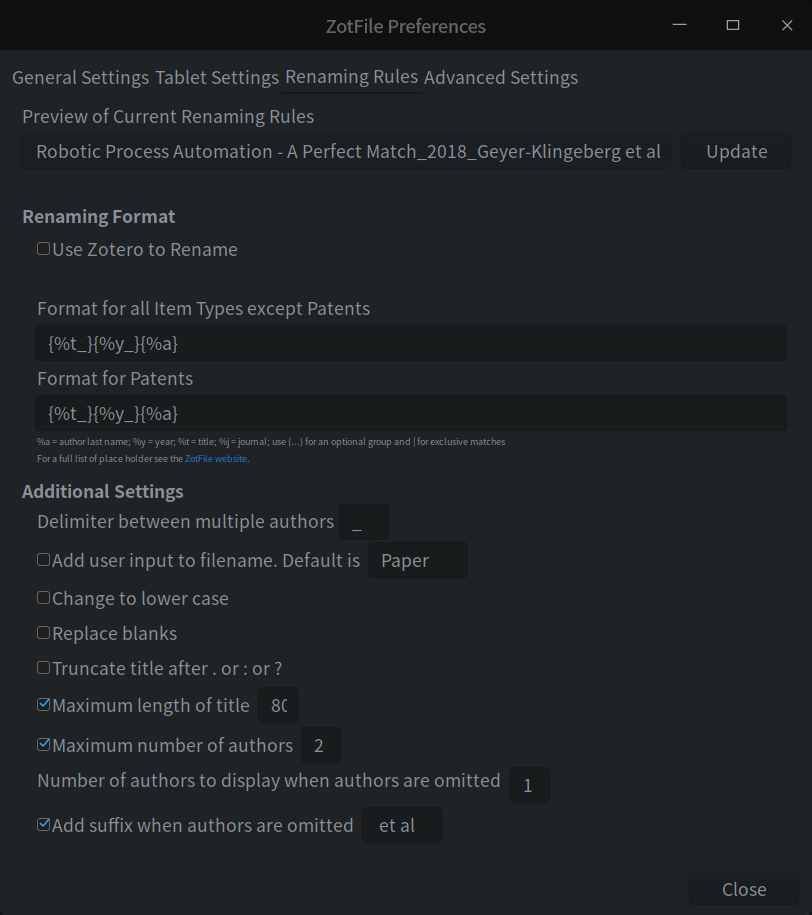 ZotFile Preferences
General Settings Tablet Settings Renaming Rules Advanced Settings
Preview of Current Renaming Rules
Robotic Process Automation - A Perfect Match_2018_Geyer-Klingeberg et al Update
Renaming Format
Use Zotero to Rename
Format for all Item Types except Patents
{%t_}{%y_}{%a}
Format for Patents
{%t_}{%y_}{%a}
%a = author last name; %y = year; %t = title; %j = journal; use {...} for an optional group and | for exclusive matches
For a full list of place holder see the ZotFile website.
Additional Settings
Delimiter between multiple authors _
Add user input to filename. Default is Paper
Change to lower case
Replace blanks
Truncate title after . or : or ?
Maximum length of title 80
Maximum number of authors 2
Number of authors to display when authors are omitted 1
Add suffix when authors are omitted et al
Close